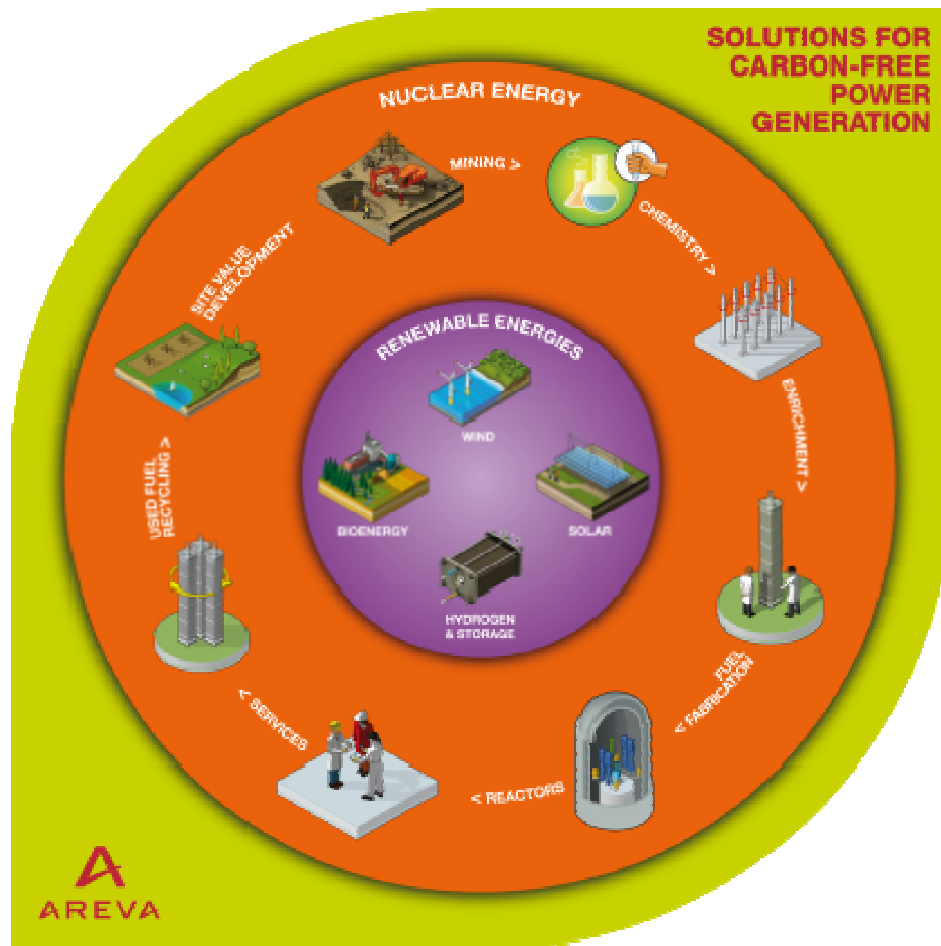 SOLUTIONS FOR
CARBON-FREE
POWER
GENERATION
NUCLEAR ENERGY
MINING >
CHEMISTRY >
ENRICHMENT >
FUEL
< FABRICATION
< REACTORS
< SERVICES
USED FUEL
RECYCLING >
SITE VALUE
DEVELOPMENT
RENEWABLE ENERGIES
WIND
BIOENERGY
SOLAR
HYDROGEN
& STORAGE
A
AREVA